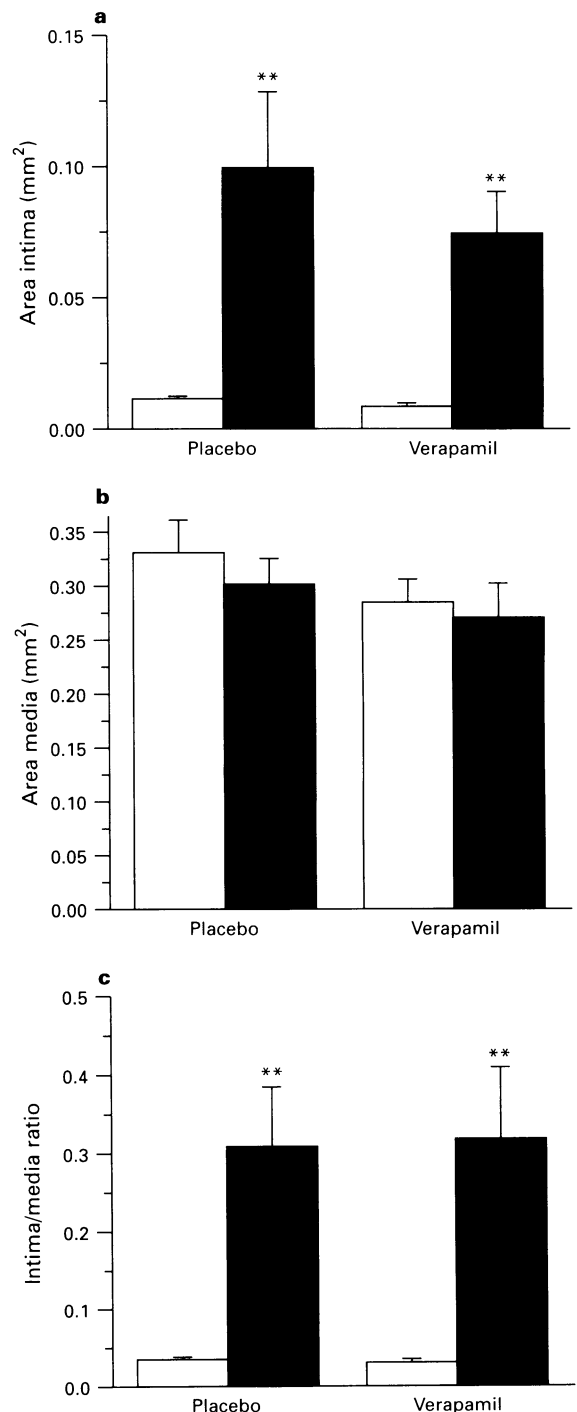 a
0.15
0.10
0.05
0.00
Area intima (mm²)
**
**
Placebo
Verapamil
b
0.35
0.30
0.25
0.20
0.15
0.10
0.05
0.00
Area media (mm²)
Placebo
Verapamil
c
0.5
0.4
0.3
0.2
0.1
0.0
Intima/media ratio
**
**
Placebo
Verapamil